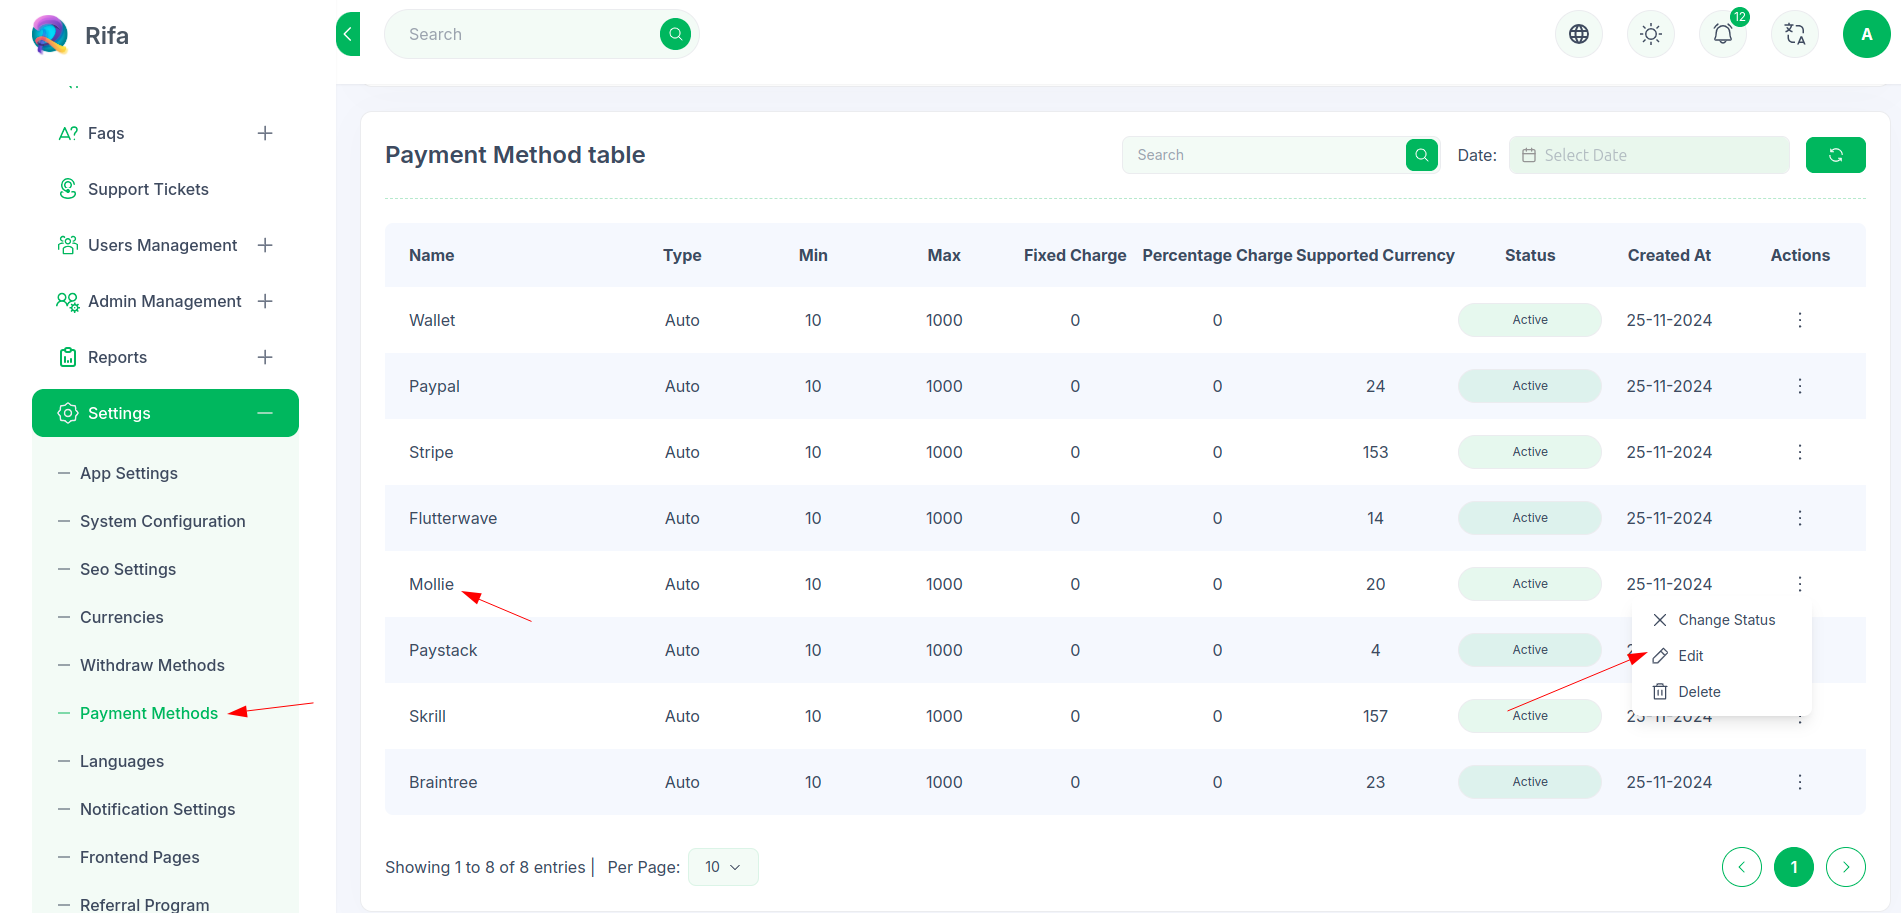 Rifa
Search
12
A
Faqs
Support Tickets
Users Management
Admin Management
Reports
Settings
App Settings
System Configuration
Seo Settings
Currencies
Withdraw Methods
Payment Methods
Languages
Notification Settings
Frontend Pages
Referral Program
Payment Method table
Search
Date: Select Date
Name Type Min Max Fixed Charge Percentage Charge Supported Currency Status Created At Actions
Wallet Auto 10 1000 0 0 Active 25-11-2024
Paypal Auto 10 1000 0 0 24 Active 25-11-2024
Stripe Auto 10 1000 0 0 153 Active 25-11-2024
Flutterwave Auto 10 1000 0 0 14 Active 25-11-2024
Mollie Auto 10 1000 0 0 20 Active 25-11-2024
Change Status
Edit
Delete
Paystack Auto 10 1000 0 0 4 Active
Skrill Auto 10 1000 0 0 157 Active 25-11-2024
Braintree Auto 10 1000 0 0 23 Active 25-11-2024
Showing 1 to 8 of 8 entries | Per Page: 10
1